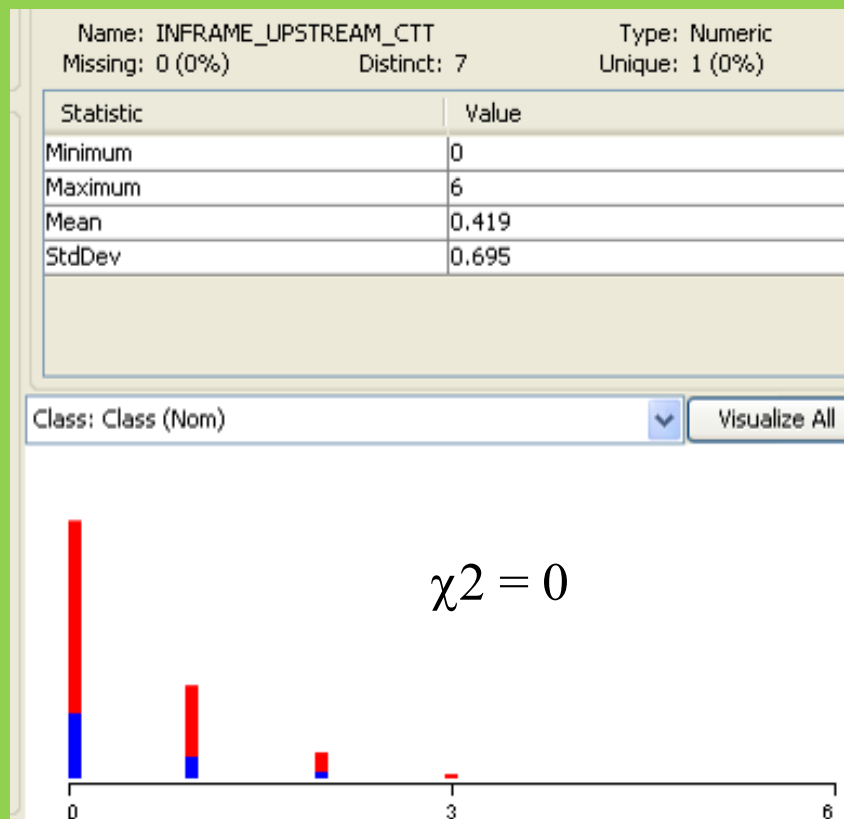 Name: INFRAME_UPSTREAM_CTT Type: Numeric
Missing: 0 (0%) Distinct: 7 Unique: 1 (0%)
Statistic Value
Minimum 0
Maximum 6
Mean 0.419
StdDev 0.695
Class: Class (Nom) Visualize All
χ2 = 0
0 3 6